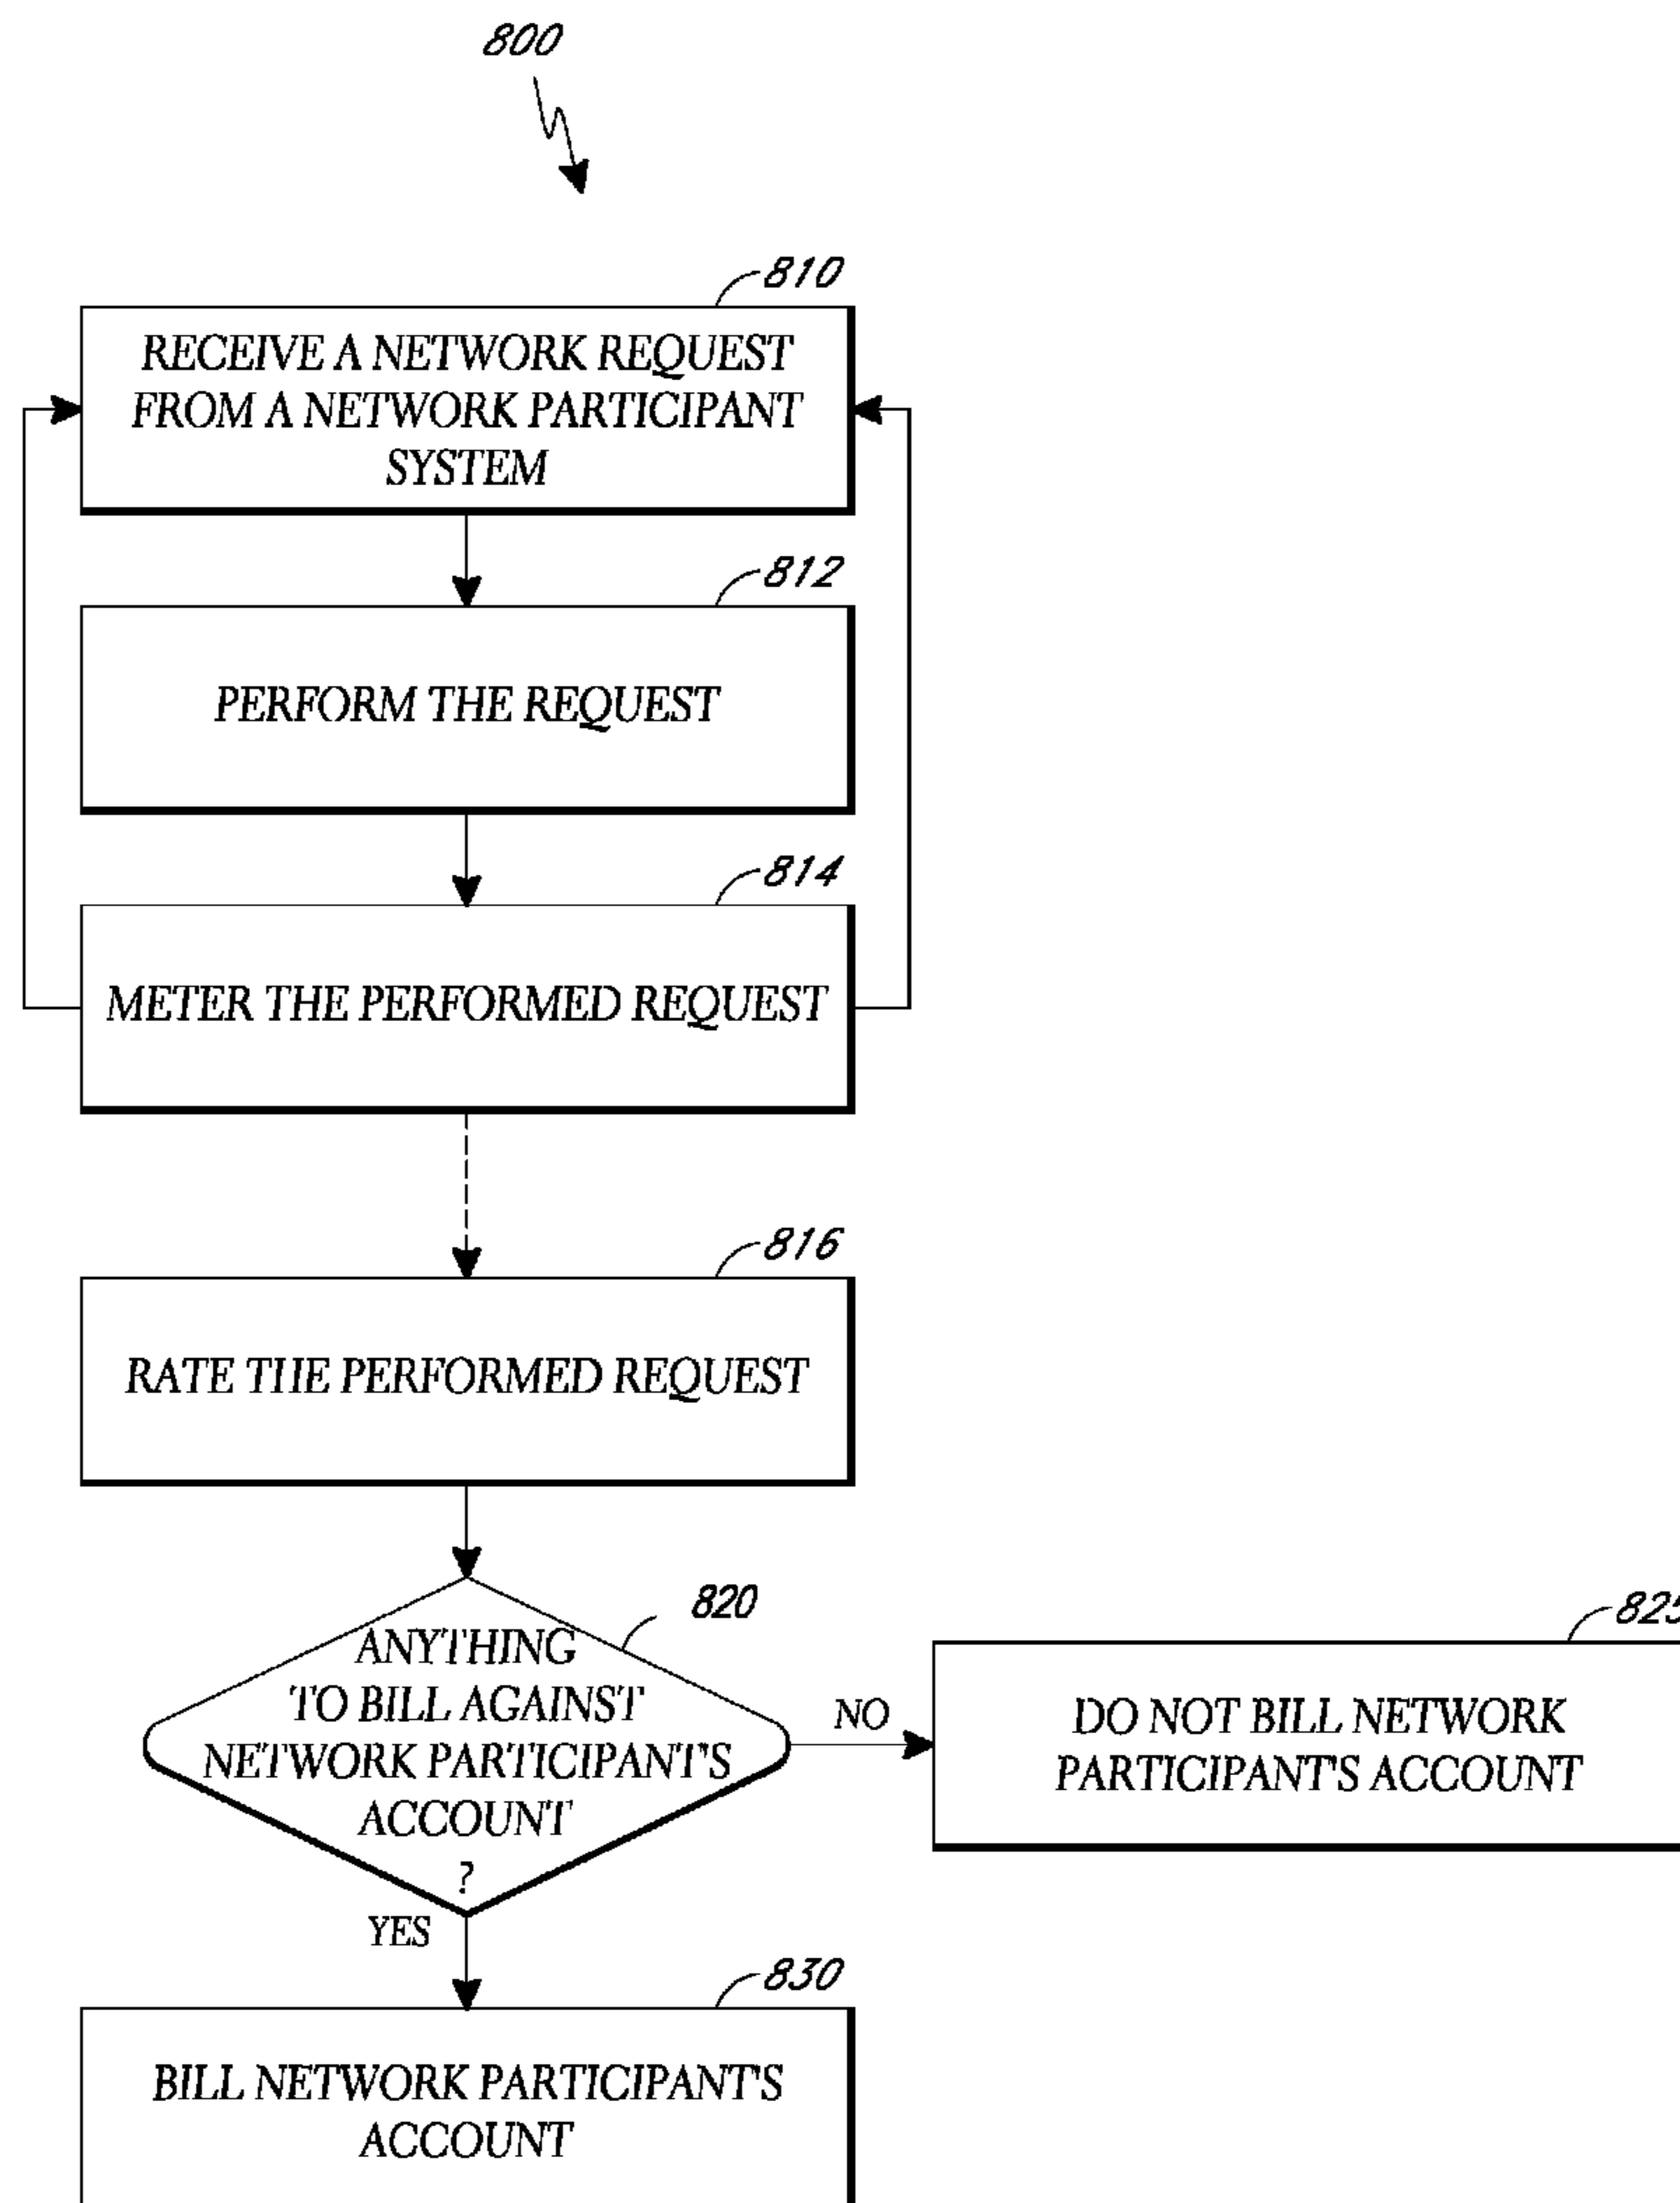 800
810
RECEIVE A NETWORK REQUEST
FROM A NETWORK PARTICIPANT
SYSTEM
812
PERFORM THE REQUEST
814
METER THE PERFORMED REQUEST
816
RATE THE PERFORMED REQUEST
820
ANYTHING
TO BILL AGAINST
NETWORK PARTICIPANT'S
ACCOUNT
?
NO
825
DO NOT BILL NETWORK
PARTICIPANT'S ACCOUNT
YES
830
BILL NETWORK PARTICIPANT'S
ACCOUNT